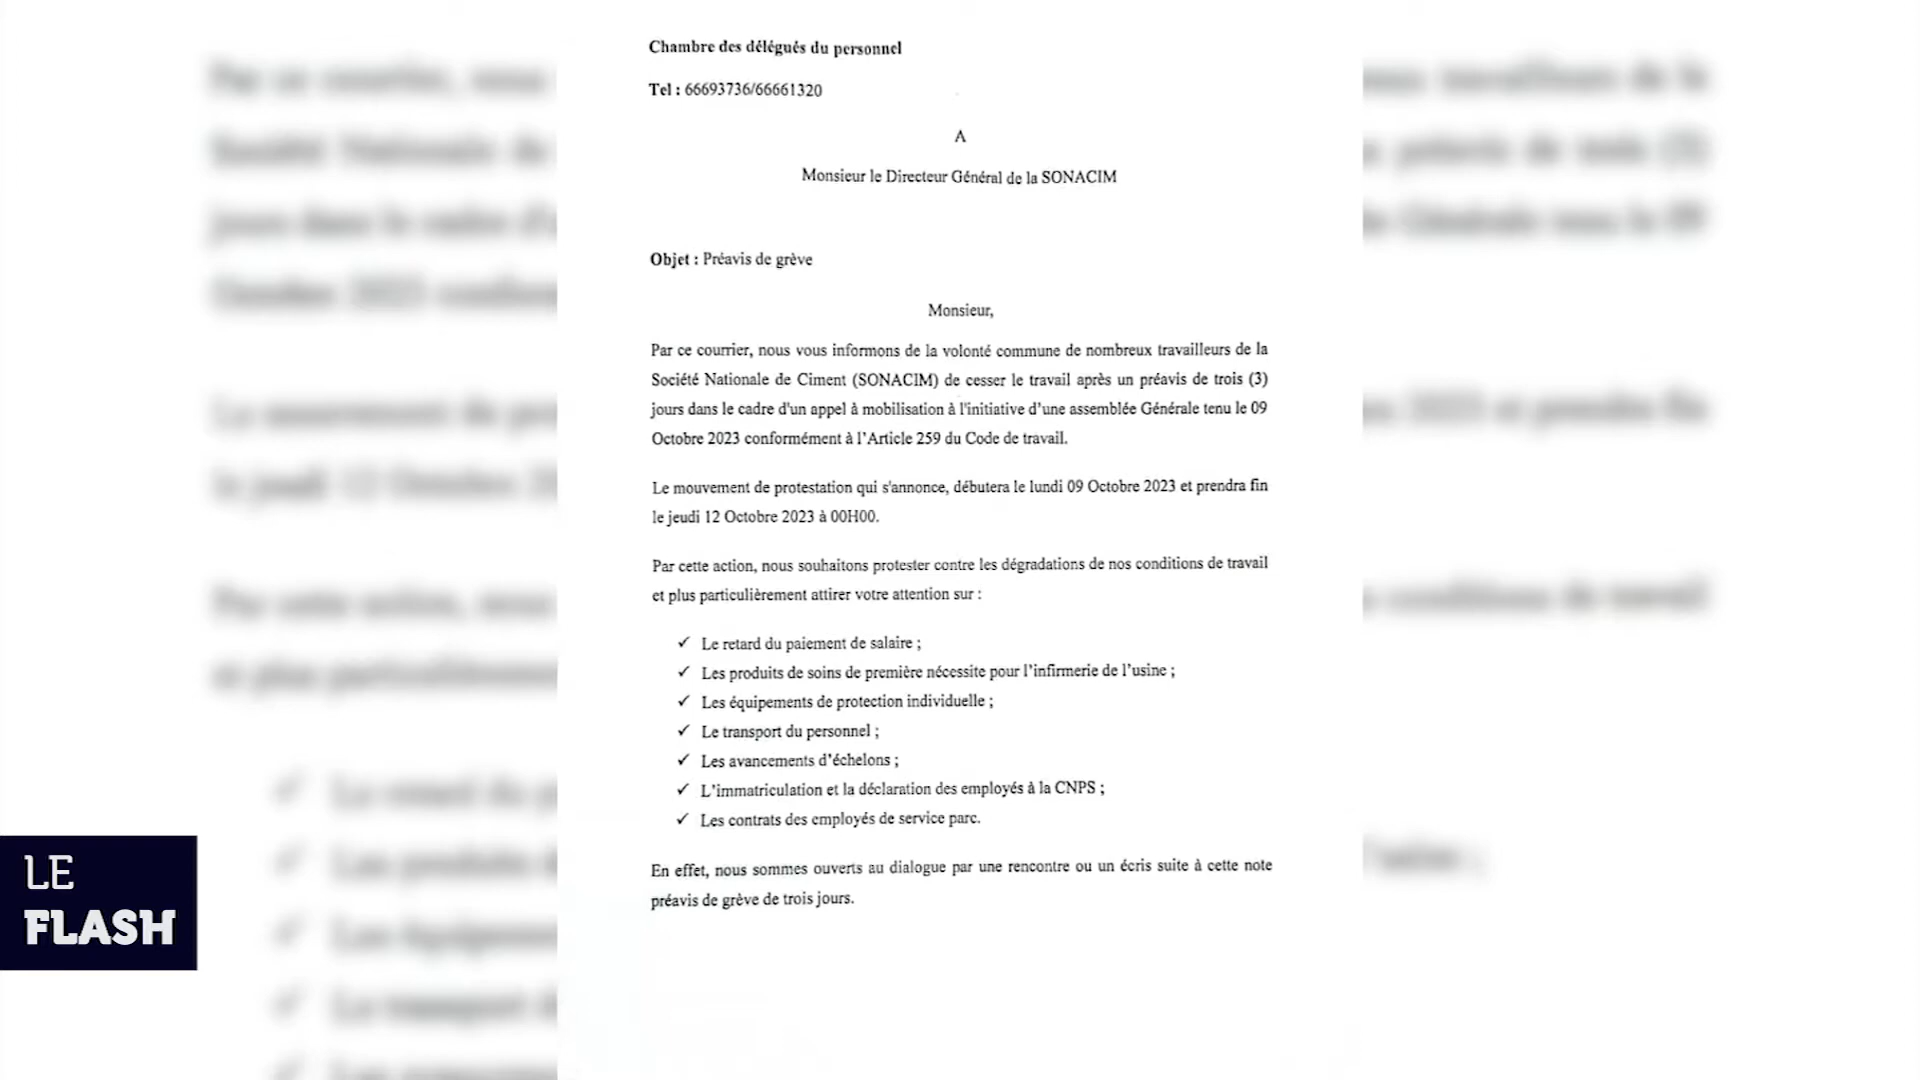 Chambre des délégués du personnel
Tel : 66693736/66661320
A
Monsieur le Directeur Général de la SONACIM
Objet : Préavis de grève
Monsieur,
Par ce courrier, nous vous informons de la volonté commune de nombreux travailleurs de la
Société Nationale de Ciment (SONACIM) de cesser le travail après un préavis de trois (3)
jours dans le cadre d'un appel à mobilisation à l'initiative d'une assemblée Générale tenu le 09
Octobre 2023 conformément à l'Article 259 du Code de travail.
Le mouvement de protestation qui s'annonce, débutera le lundi 09 Octobre 2023 et prendra fin
le jeudi 12 Octobre 2023 à 00H00.
Par cette action, nous souhaitons protester contre les dégradations de nos conditions de travail
et plus particulièrement attirer votre attention sur :
✓ Le retard du paiement de salaire ;
✓ Les produits de soins de première nécessite pour l'infirmerie de l'usine ;
✓ Les équipements de protection individuelle ;
✓ Le transport du personnel ;
✓ Les avancements d'échelons ;
✓ L'immatriculation et la déclaration des employés à la CNPS ;
✓ Les contrats des employés de service parc.
En effet, nous sommes ouverts au dialogue par une rencontre ou un écris suite à cette note
préavis de grève de trois jours.
LE
FLASH